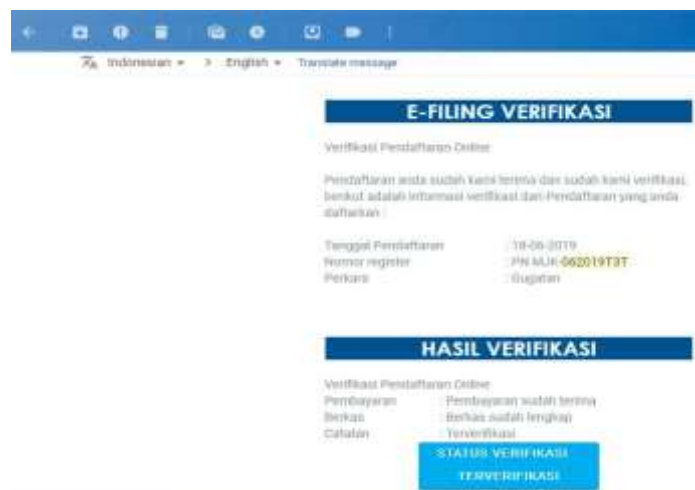 Indonesian > English Translate message
E-FILING VERIFIKASI
Verifikasi Pendaftaran Online
Pendaftaran anda sudah kami terima dan sudah kami verifikasi,
berikut adalah informasi verifikasi dari Pendaftaran yang anda
daftarkan :
Tanggal Pendaftaran : 18-06-2019
Nomor register : PN MJK-062019T3T
Perkara : Gugatan
HASIL VERIFIKASI
Verifikasi Pendaftaran Online
Pembayaran : Pembayaran sudah terima
Berkas : Berkas sudah lengkap
Catatan : Terverifikasi
STATUS VERIFIKASI
TERVERIFIKASI